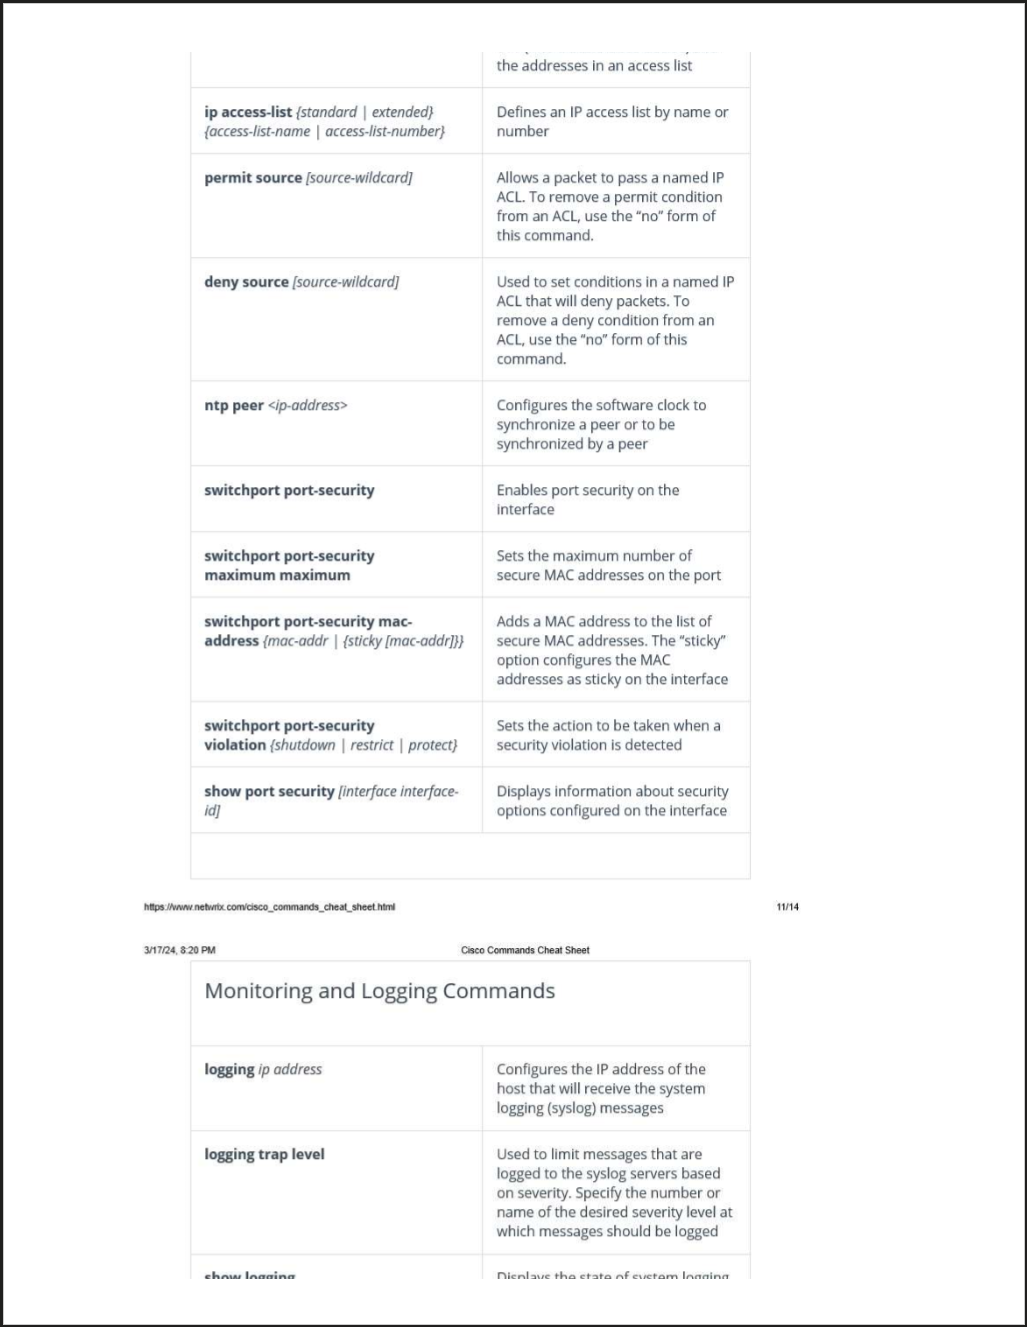 the addresses in an access list
ip access-list {standard | extended}
{access-list-name | access-list-number}
Defines an IP access list by name or
number
permit source [source-wildcard]
Allows a packet to pass a named IP
ACL. To remove a permit condition
from an ACL, use the “no” form of
this command.
deny source [source-wildcard]
Used to set conditions in a named IP
ACL that will deny packets. To
remove a deny condition from an
ACL, use the “no” form of this
command.
ntp peer <ip-address>
Configures the software clock to
synchronize a peer or to be
synchronized by a peer
switchport port-security
Enables port security on the
interface
switchport port-security
maximum maximum
Sets the maximum number of
secure MAC addresses on the port
switchport port-security mac-
address {mac-addr | {sticky [mac-addr]}}
Adds a MAC address to the list of
secure MAC addresses. The “sticky”
option configures the MAC
addresses as sticky on the interface
switchport port-security
violation {shutdown | restrict | protect}
Sets the action to be taken when a
security violation is detected
show port security [interface interface-
id]
Displays information about security
options configured on the interface
https://www.netwrix.com/cisco_commands_cheat_sheet.html
11/14
3/17/24, 8:20 PM
Cisco Commands Cheat Sheet
Monitoring and Logging Commands
logging ip address
Configures the IP address of the
host that will receive the system
logging (syslog) messages
logging trap level
Used to limit messages that are
logged to the syslog servers based
on severity. Specify the number or
name of the desired severity level at
which messages should be logged
show logging
Displays the state of system logging